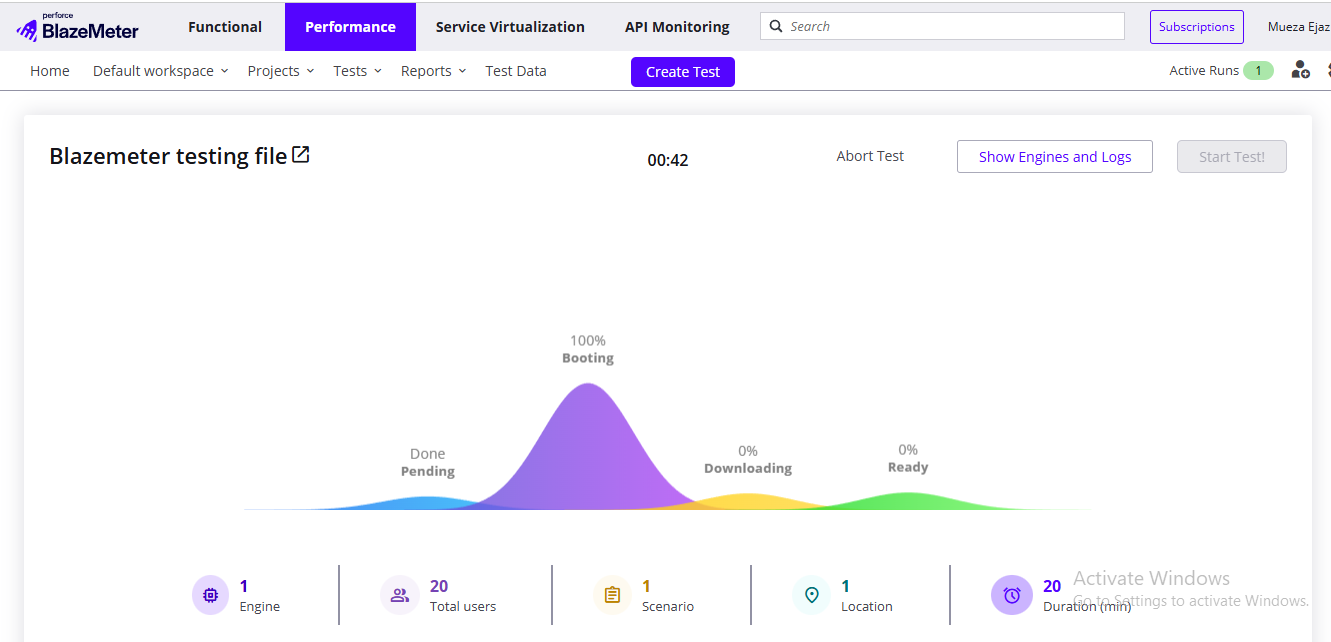 perforce
BlazeMeter
Functional
Performance
Service Virtualization
API Monitoring
Search
Subscriptions
Mueza Ejaz
Home
Default workspace
Projects
Tests
Reports
Test Data
Create Test
Active Runs 1
Blazemeter testing file
00:42
Abort Test
Show Engines and Logs
Start Test!
100%
Booting
Done
Pending
0%
Downloading
0%
Ready
1
Engine
20
Total users
1
Scenario
1
Location
20
Duration (min)
Activate Windows
Go to Settings to activate Windows.